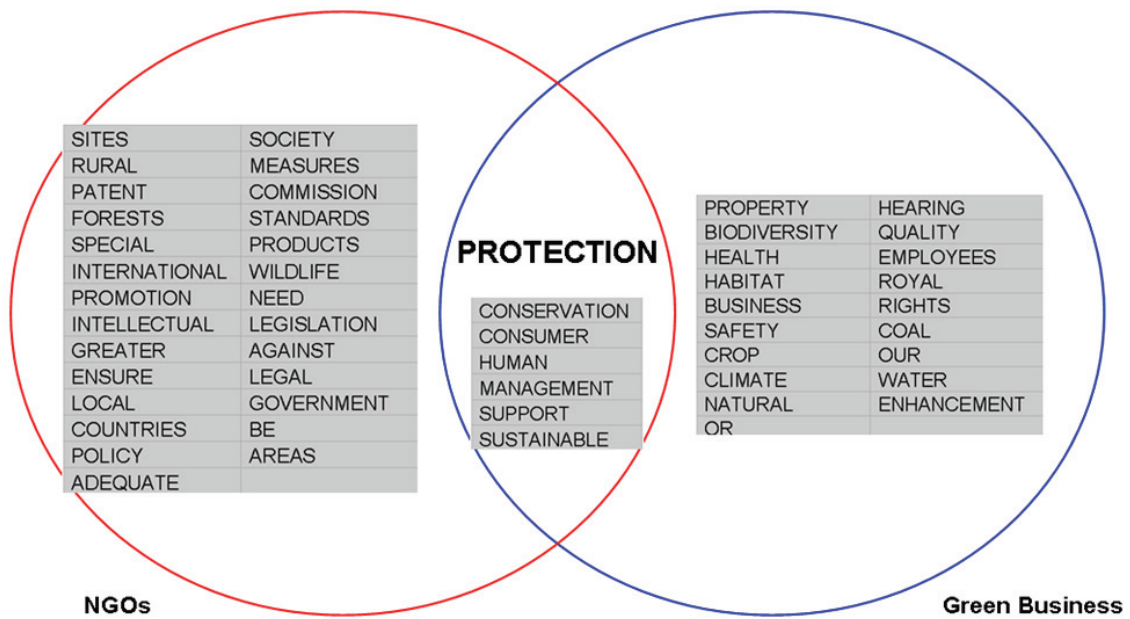 SITES SOCIETY
RURAL MEASURES
PATENT COMMISSION
FORESTS STANDARDS
SPECIAL PRODUCTS
INTERNATIONAL WILDLIFE
PROMOTION NEED
INTELLECTUAL LEGISLATION
GREATER AGAINST
ENSURE LEGAL
LOCAL GOVERNMENT
COUNTRIES BE
POLICY AREAS
ADEQUATE
PROTECTION
CONSERVATION
CONSUMER
HUMAN
MANAGEMENT
SUPPORT
SUSTAINABLE
PROPERTY HEARING
BIODIVERSITY QUALITY
HEALTH EMPLOYEES
HABITAT ROYAL
BUSINESS RIGHTS
SAFETY COAL
CROP OUR
CLIMATE WATER
NATURAL ENHANCEMENT
OR
NGOs
Green Business